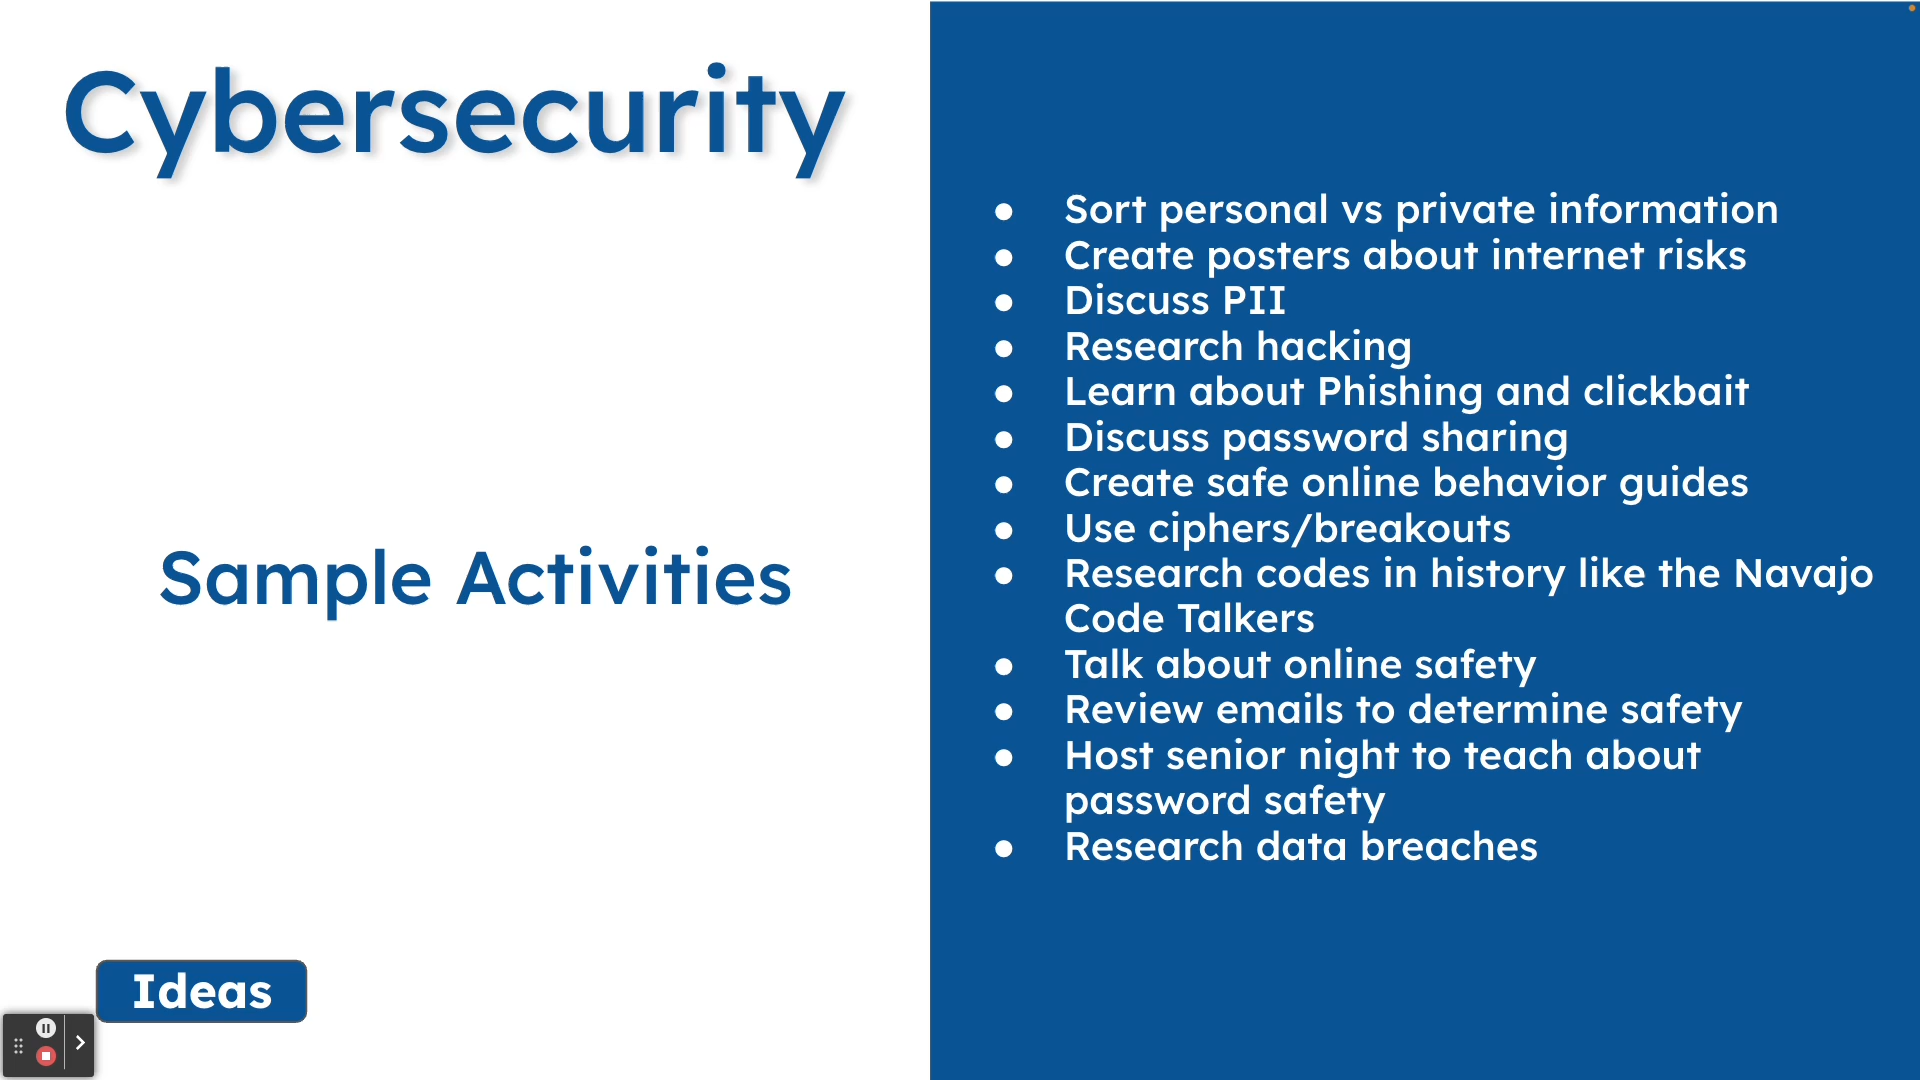 Cybersecurity
Sample Activities
Ideas
● Sort personal vs private information
● Create posters about internet risks
● Discuss PII
● Research hacking
● Learn about Phishing and clickbait
● Discuss password sharing
● Create safe online behavior guides
● Use ciphers/breakouts
● Research codes in history like the Navajo
Code Talkers
● Talk about online safety
● Review emails to determine safety
● Host senior night to teach about
password safety
● Research data breaches